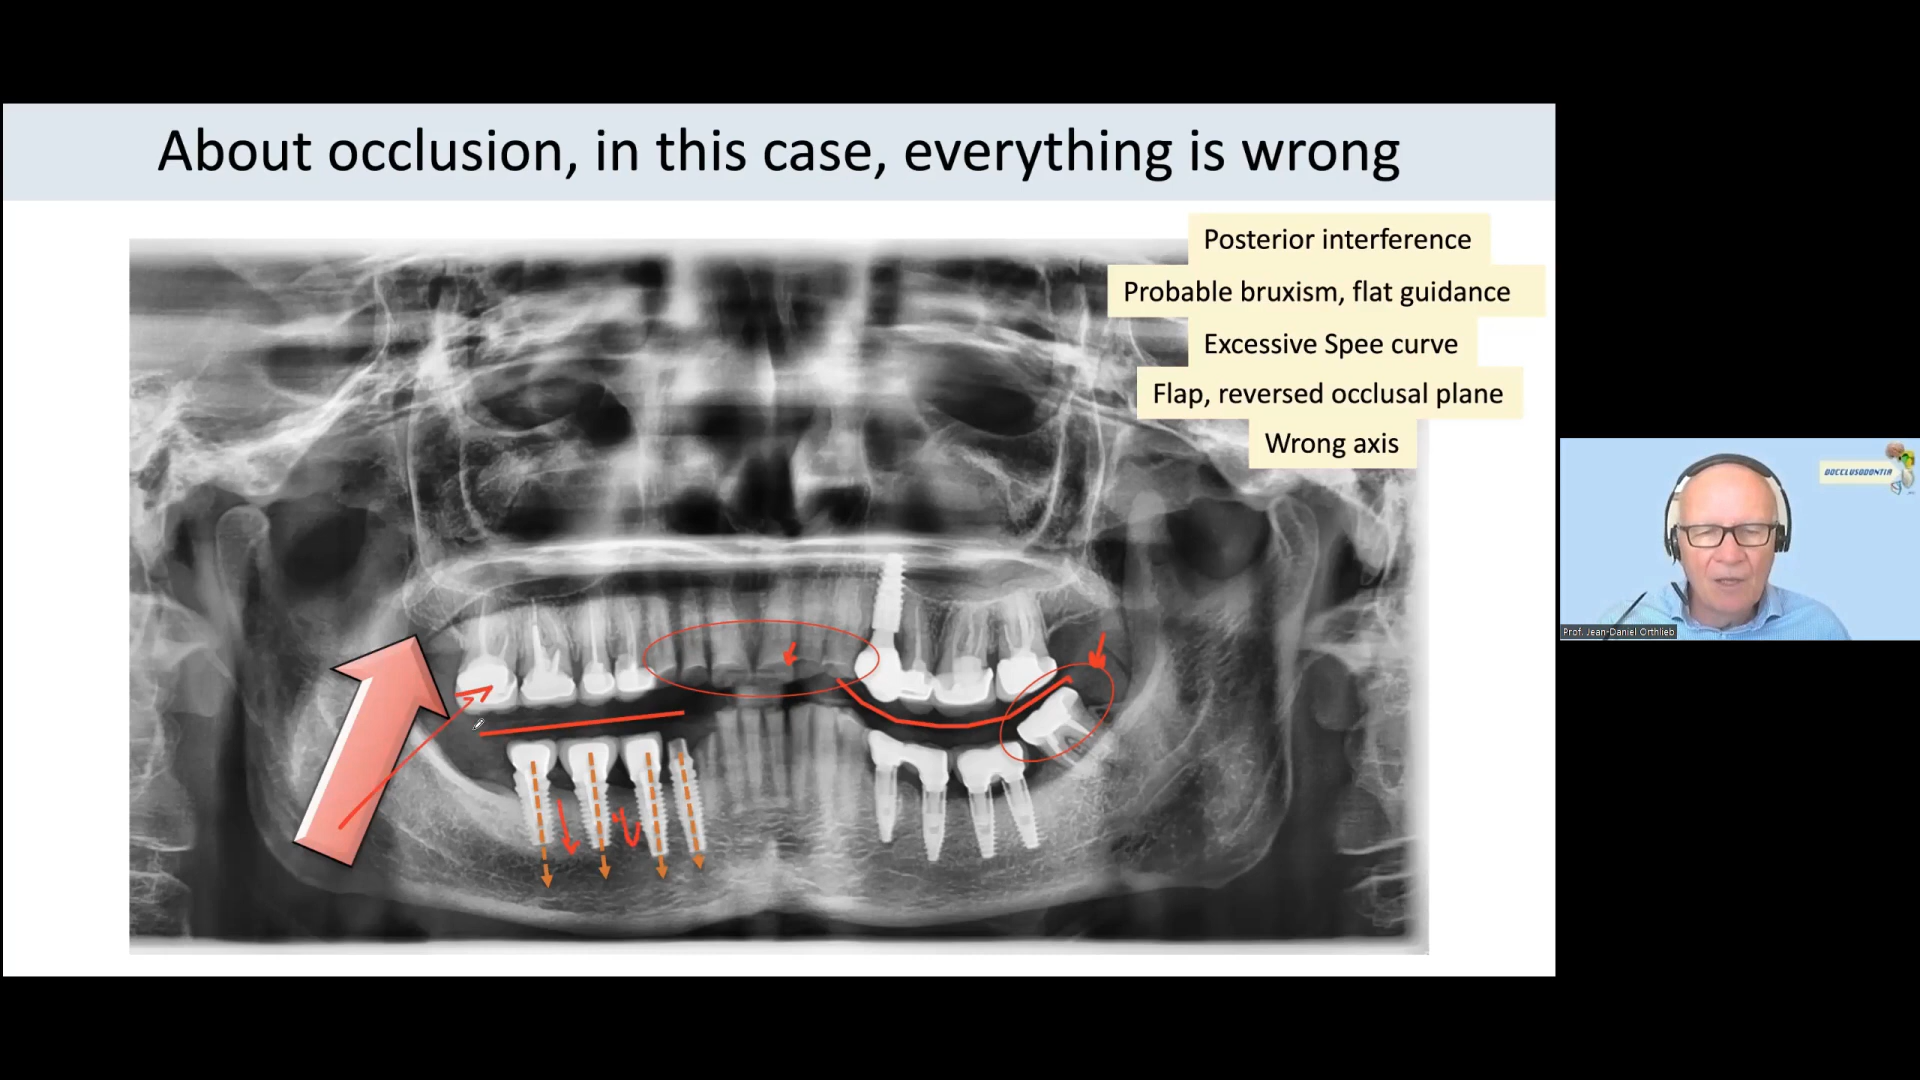 About occlusion, in this case, everything is wrong
Posterior interference
Probable bruxism, flat guidance
Excessive Spee curve
Flap, reversed occlusal plane
Wrong axis
OOCCLUSODONTIA
Prof. Jean-Daniel Orthlieb